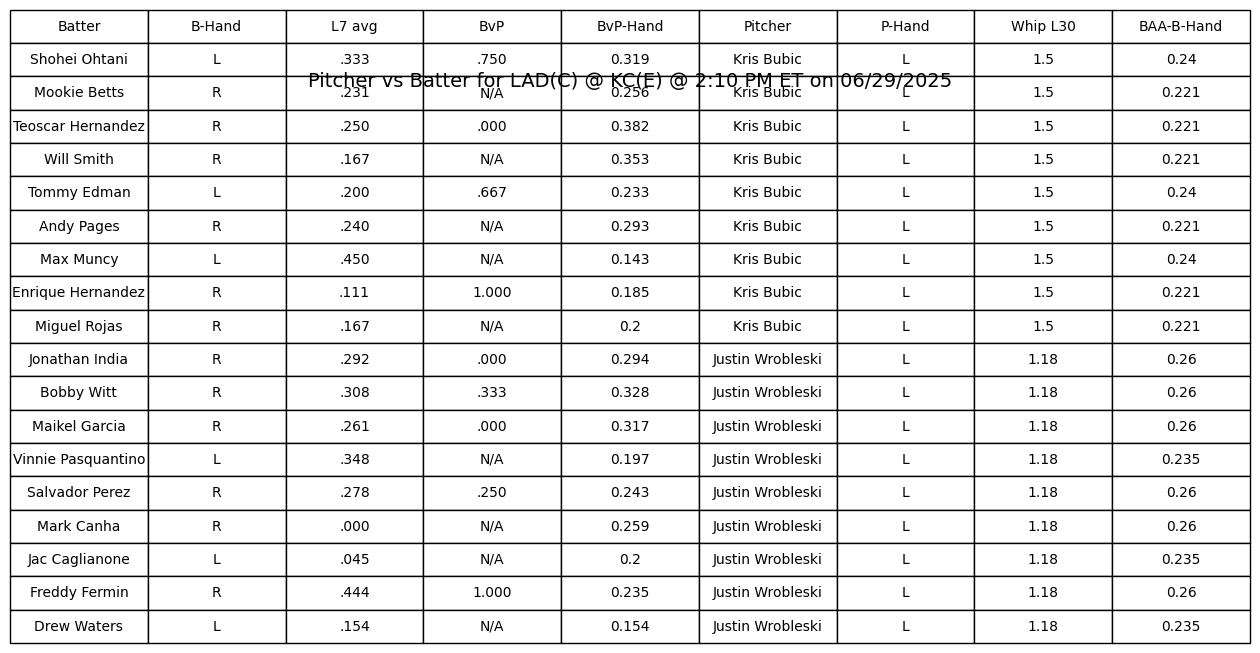 Batter B-Hand L7 avg BvP BvP-Hand Pitcher P-Hand Whip L30 BAA-B-Hand
Shohei Ohtani L .333 .750 0.319 Kris Bubic L 1.5 0.24
Pitcher vs Batter for LAD(C) @ KC(E) @ 2:10 PM ET on 06/29/2025
Mookie Betts R .231 N/A 0.256 Kris Bubic L 1.5 0.221
Teoscar Hernandez R .250 .000 0.382 Kris Bubic L 1.5 0.221
Will Smith R .167 N/A 0.353 Kris Bubic L 1.5 0.221
Tommy Edman L .200 .667 0.233 Kris Bubic L 1.5 0.24
Andy Pages R .240 N/A 0.293 Kris Bubic L 1.5 0.221
Max Muncy L .450 N/A 0.143 Kris Bubic L 1.5 0.24
Enrique Hernandez R .111 1.000 0.185 Kris Bubic L 1.5 0.221
Miguel Rojas R .167 N/A 0.2 Kris Bubic L 1.5 0.221
Jonathan India R .292 .000 0.294 Justin Wrobleski L 1.18 0.26
Bobby Witt R .308 .333 0.328 Justin Wrobleski L 1.18 0.26
Maikel Garcia R .261 .000 0.317 Justin Wrobleski L 1.18 0.26
Vinnie Pasquantino L .348 N/A 0.197 Justin Wrobleski L 1.18 0.235
Salvador Perez R .278 .250 0.243 Justin Wrobleski L 1.18 0.26
Mark Canha R .000 N/A 0.259 Justin Wrobleski L 1.18 0.26
Jac Caglianone L .045 N/A 0.2 Justin Wrobleski L 1.18 0.235
Freddy Fermin R .444 1.000 0.235 Justin Wrobleski L 1.18 0.26
Drew Waters L .154 N/A 0.154 Justin Wrobleski L 1.18 0.235